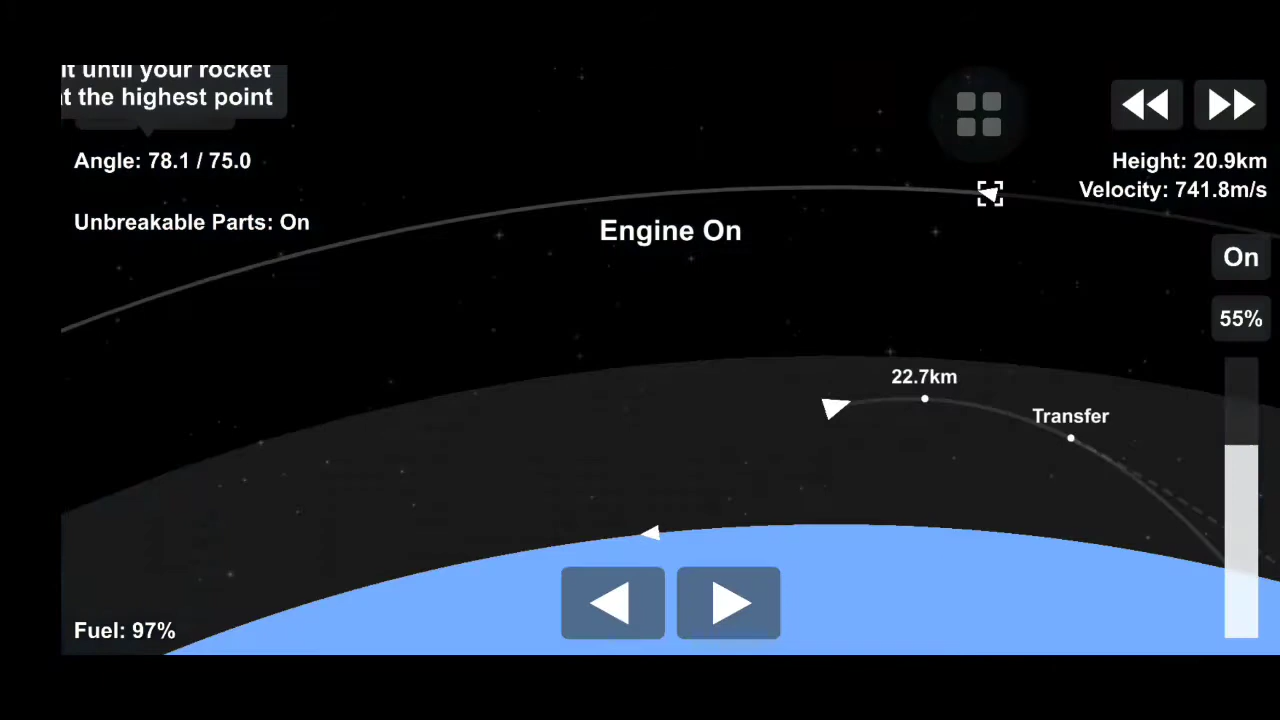 it until your rocket
t the highest point
Angle: 78.1 / 75.0
Unbreakable Parts: On
Engine On
Height: 20.9km
Velocity: 741.8m/s
On
55%
22.7km
Transfer
Fuel: 97%